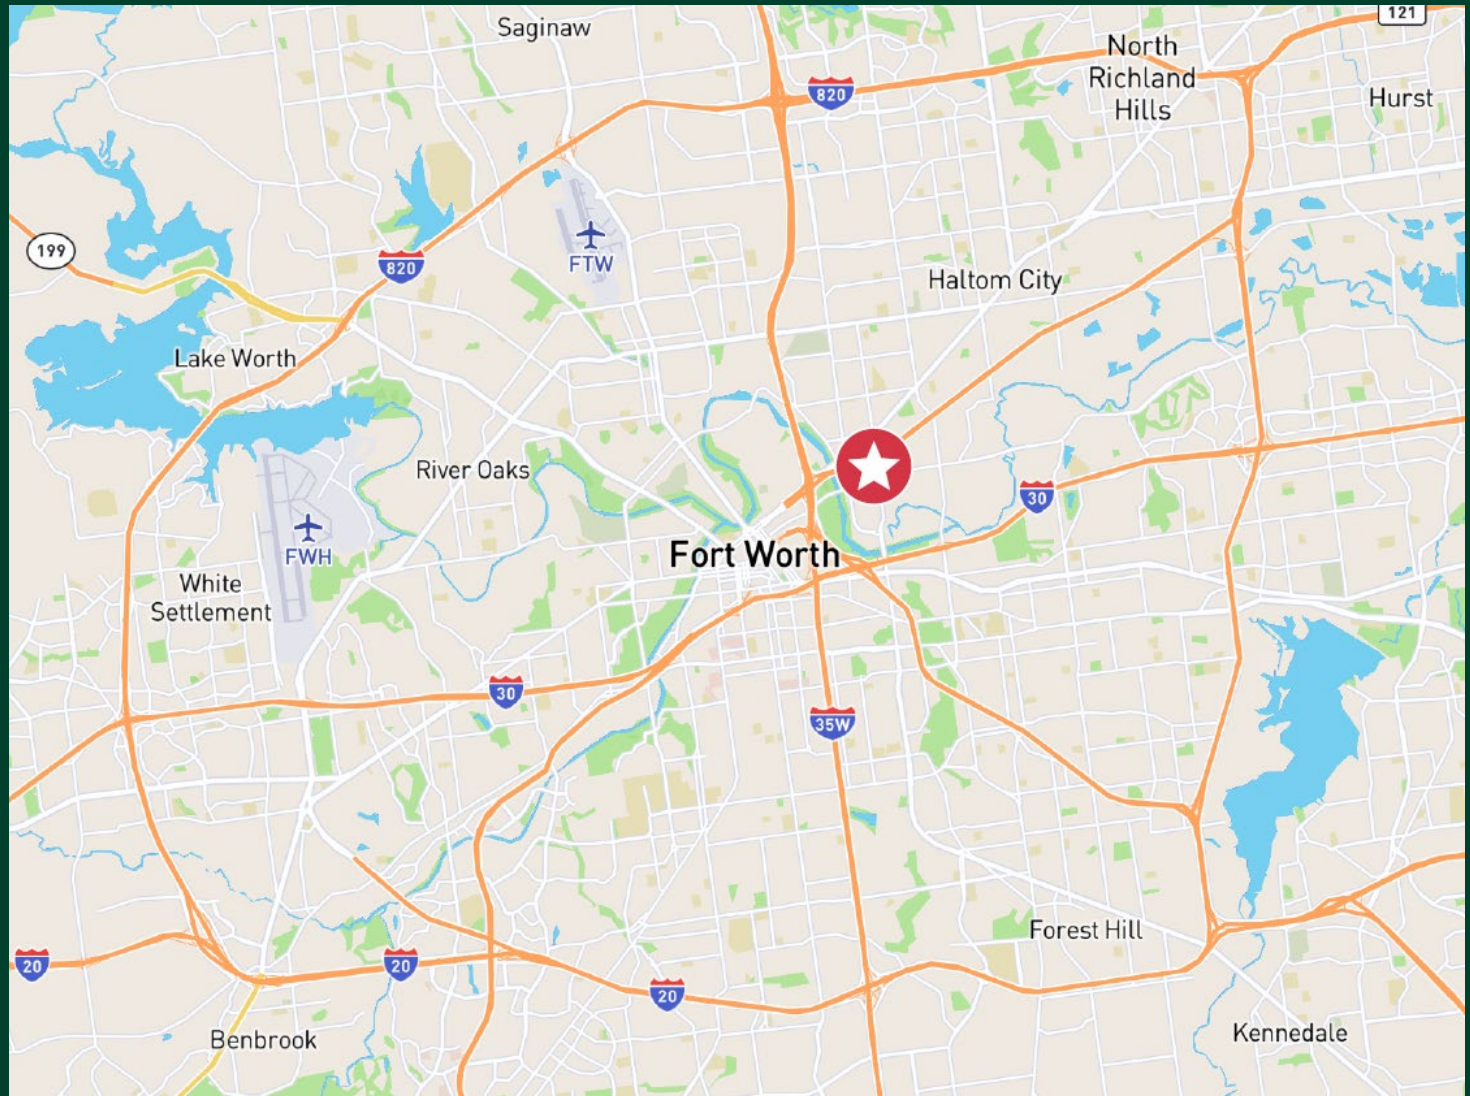 121
Saginaw
North
Richland
Hills
820
Hurst
199
820
FTW
Haltom City
Lake Worth
River Oaks
30
FWH
Fort Worth
White
Settlement
30
35W
Forest Hill
20
20
20
Benbrook
Kennedale